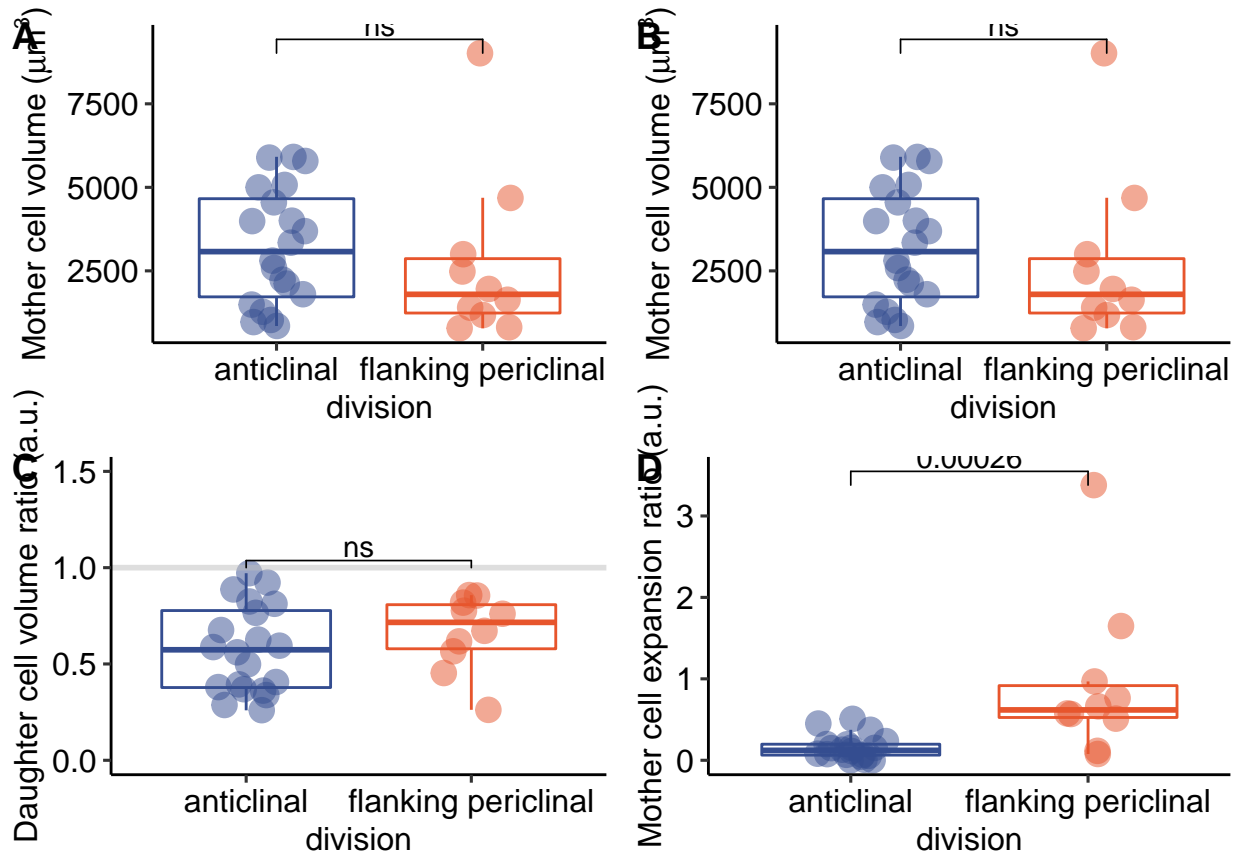 A
Mother cell volume (µm³)
ns
7500
5000
2500
anticlinal flanking periclinal
division
B
Mother cell volume (µm³)
ns
7500
5000
2500
anticlinal flanking periclinal
division
C
Daughter cell volume ratio (a.u.)
1.5
1.0
0.5
0.0
ns
anticlinal flanking periclinal
division
D
Mother cell expansion ratio (a.u.)
0.00026
3
2
1
0
anticlinal flanking periclinal
division